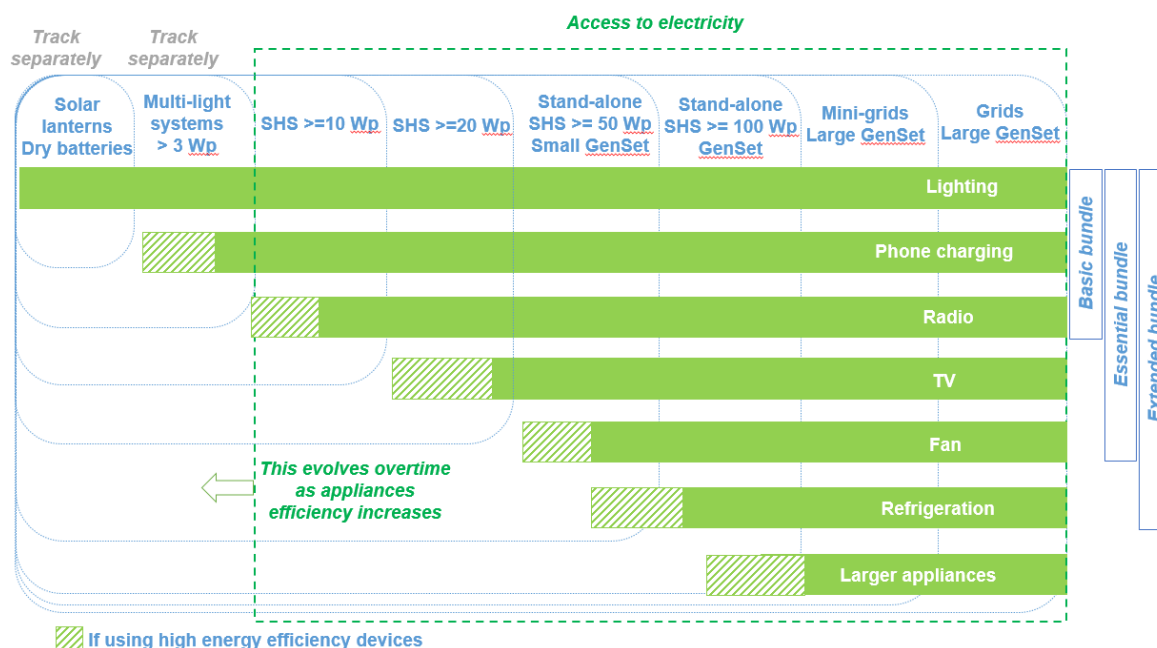 Access to electricity
Track
separately
Track
separately
Solar
lanterns
Dry batteries
Multi-light
systems
> 3 Wp
SHS >=10 Wp
SHS >=20 Wp
Stand-alone
SHS >= 50 Wp
Small GenSet
Stand-alone
SHS >= 100 Wp
GenSet
Mini-grids
Large GenSet
Grids
Large GenSet
Lighting
Phone charging
Radio
TV
Fan
Refrigeration
Larger appliances
Basic bundle
Essential bundle
Extended bundle
This evolves overtime
as appliances
efficiency increases
If using high energy efficiency devices